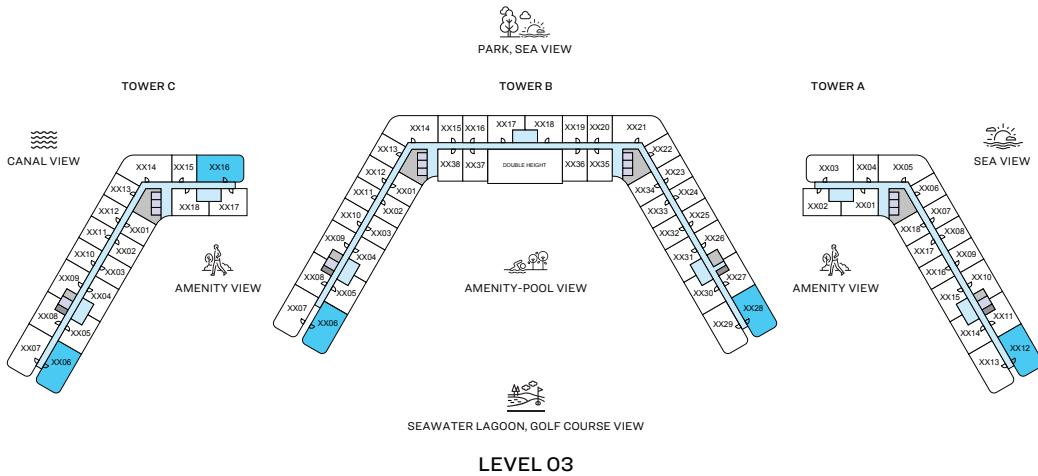 PARK, SEA VIEW
TOWER C
TOWER B
TOWER A
CANAL VIEW
SEA VIEW
XX14
XX15
XX16
XX13
XX12
XX11
XX10
XX09
XX08
XX07
XX01
XX02
XX03
XX04
XX05
XX06
XX18
XX17
AMENITY VIEW
XX14
XX15
XX16
XX17
XX18
XX19
XX20
XX21
XX13
XX12
XX11
XX10
XX09
XX08
XX07
XX38
XX37
DOUBLE HEIGHT
XX36
XX35
XX01
XX02
XX03
XX04
XX05
XX06
XX22
XX23
XX24
XX25
XX26
XX27
XX28
XX34
XX33
XX32
XX31
XX30
XX29
AMENITY-POOL VIEW
XX03
XX04
XX05
XX02
XX01
XX06
XX07
XX08
XX09
XX10
XX11
XX12
XX18
XX17
XX16
XX15
XX14
XX13
AMENITY VIEW
SEAWATER LAGOON, GOLF COURSE VIEW
LEVEL 03